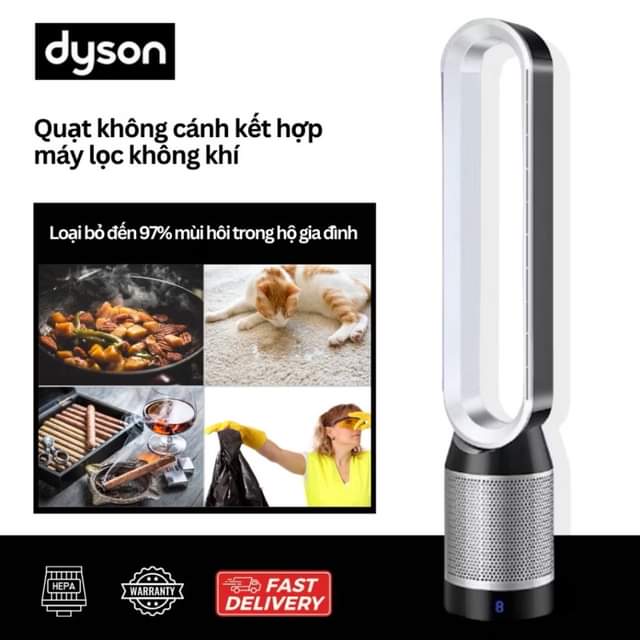 dyson
Quạt không cánh kết hợp
máy lọc không khí
Loại bỏ đến 97% mùi hôi trong hộ gia đình
HEPA
WARRANTY
FAST
DELIVERY
8